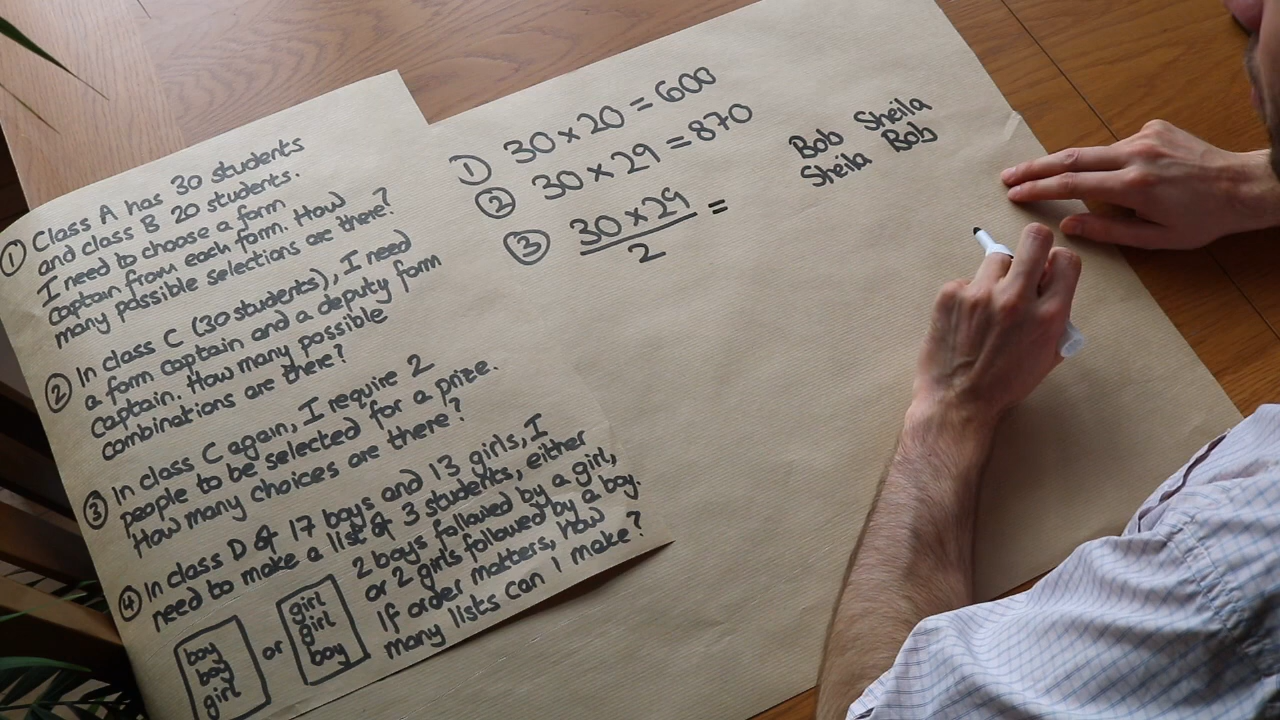 ① Class A has 30 students
and class B 20 students.
I need to choose a form
captain from each form. How
many possible selections are there?
② In class C (30 students), I need
a form captain and a deputy form
captain. How many possible
combinations are there?
③ In class C again, I require 2
people to be selected for a prize.
How many choices are there?
④ In class D of 17 boys and 13 girls, I
need to make a list of 3 students, either
2 boys followed by a girl,
or 2 girls followed by a boy.
If order matters, how
many lists can I make?
boy
boy
girl
or
girl
girl
boy
① 30 × 20 = 600
② 30 × 29 = 870
③ 30 × 29 =
2
Bob Sheila
Sheila Bob